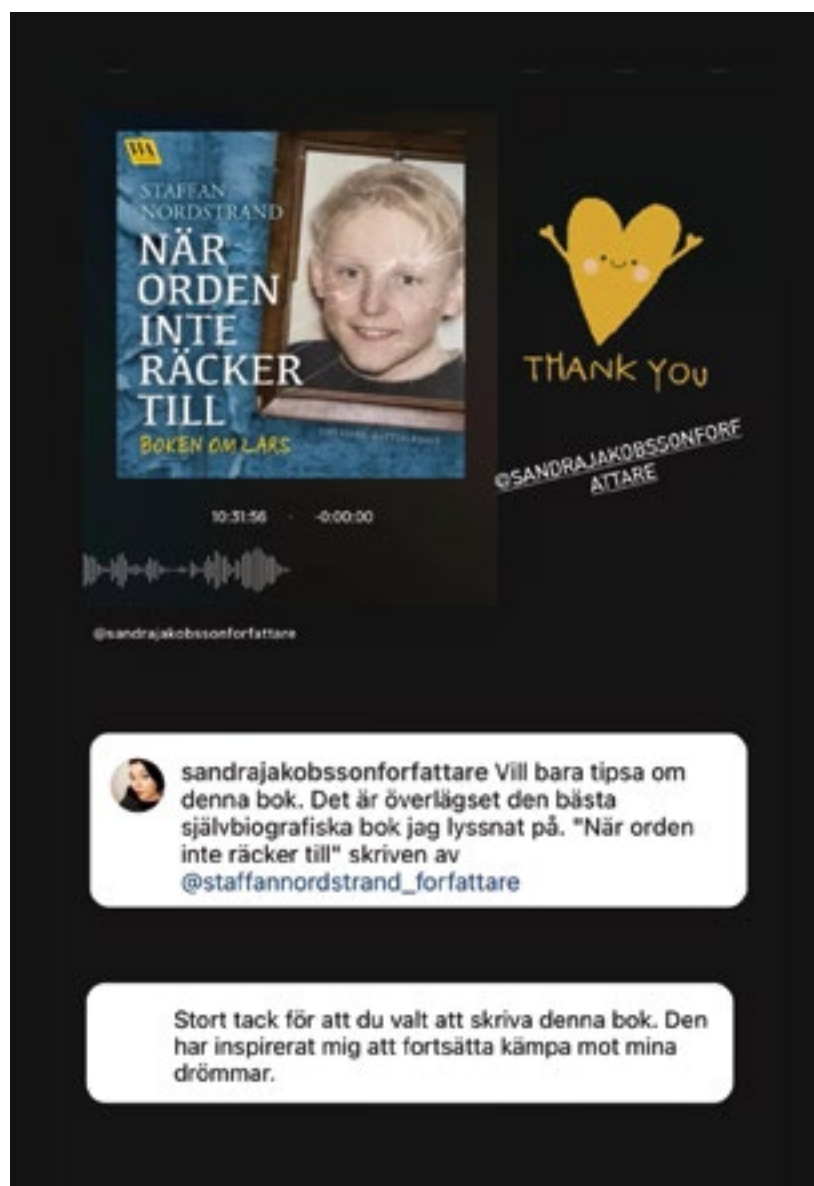 STAFFAN
NORDSTRAND
NÄR
ORDEN
INTE
RÄCKER
TILL
BOKEN OM LARS
10:31:56 · -0:00:00
@sandrajakobssonforfattare
THANK YOU
@SANDRAJAKOBSSONFORF
ATTARE
sandrajakobssonforfattare Vill bara tipsa om
denna bok. Det är överlägset den bästa
självbiografiska bok jag lyssnat på. "När orden
inte räcker till" skriven av
@staffannordstrand_forfattare
Stort tack för att du valt att skriva denna bok. Den
har inspirerat mig att fortsätta kämpa mot mina
drömmar.